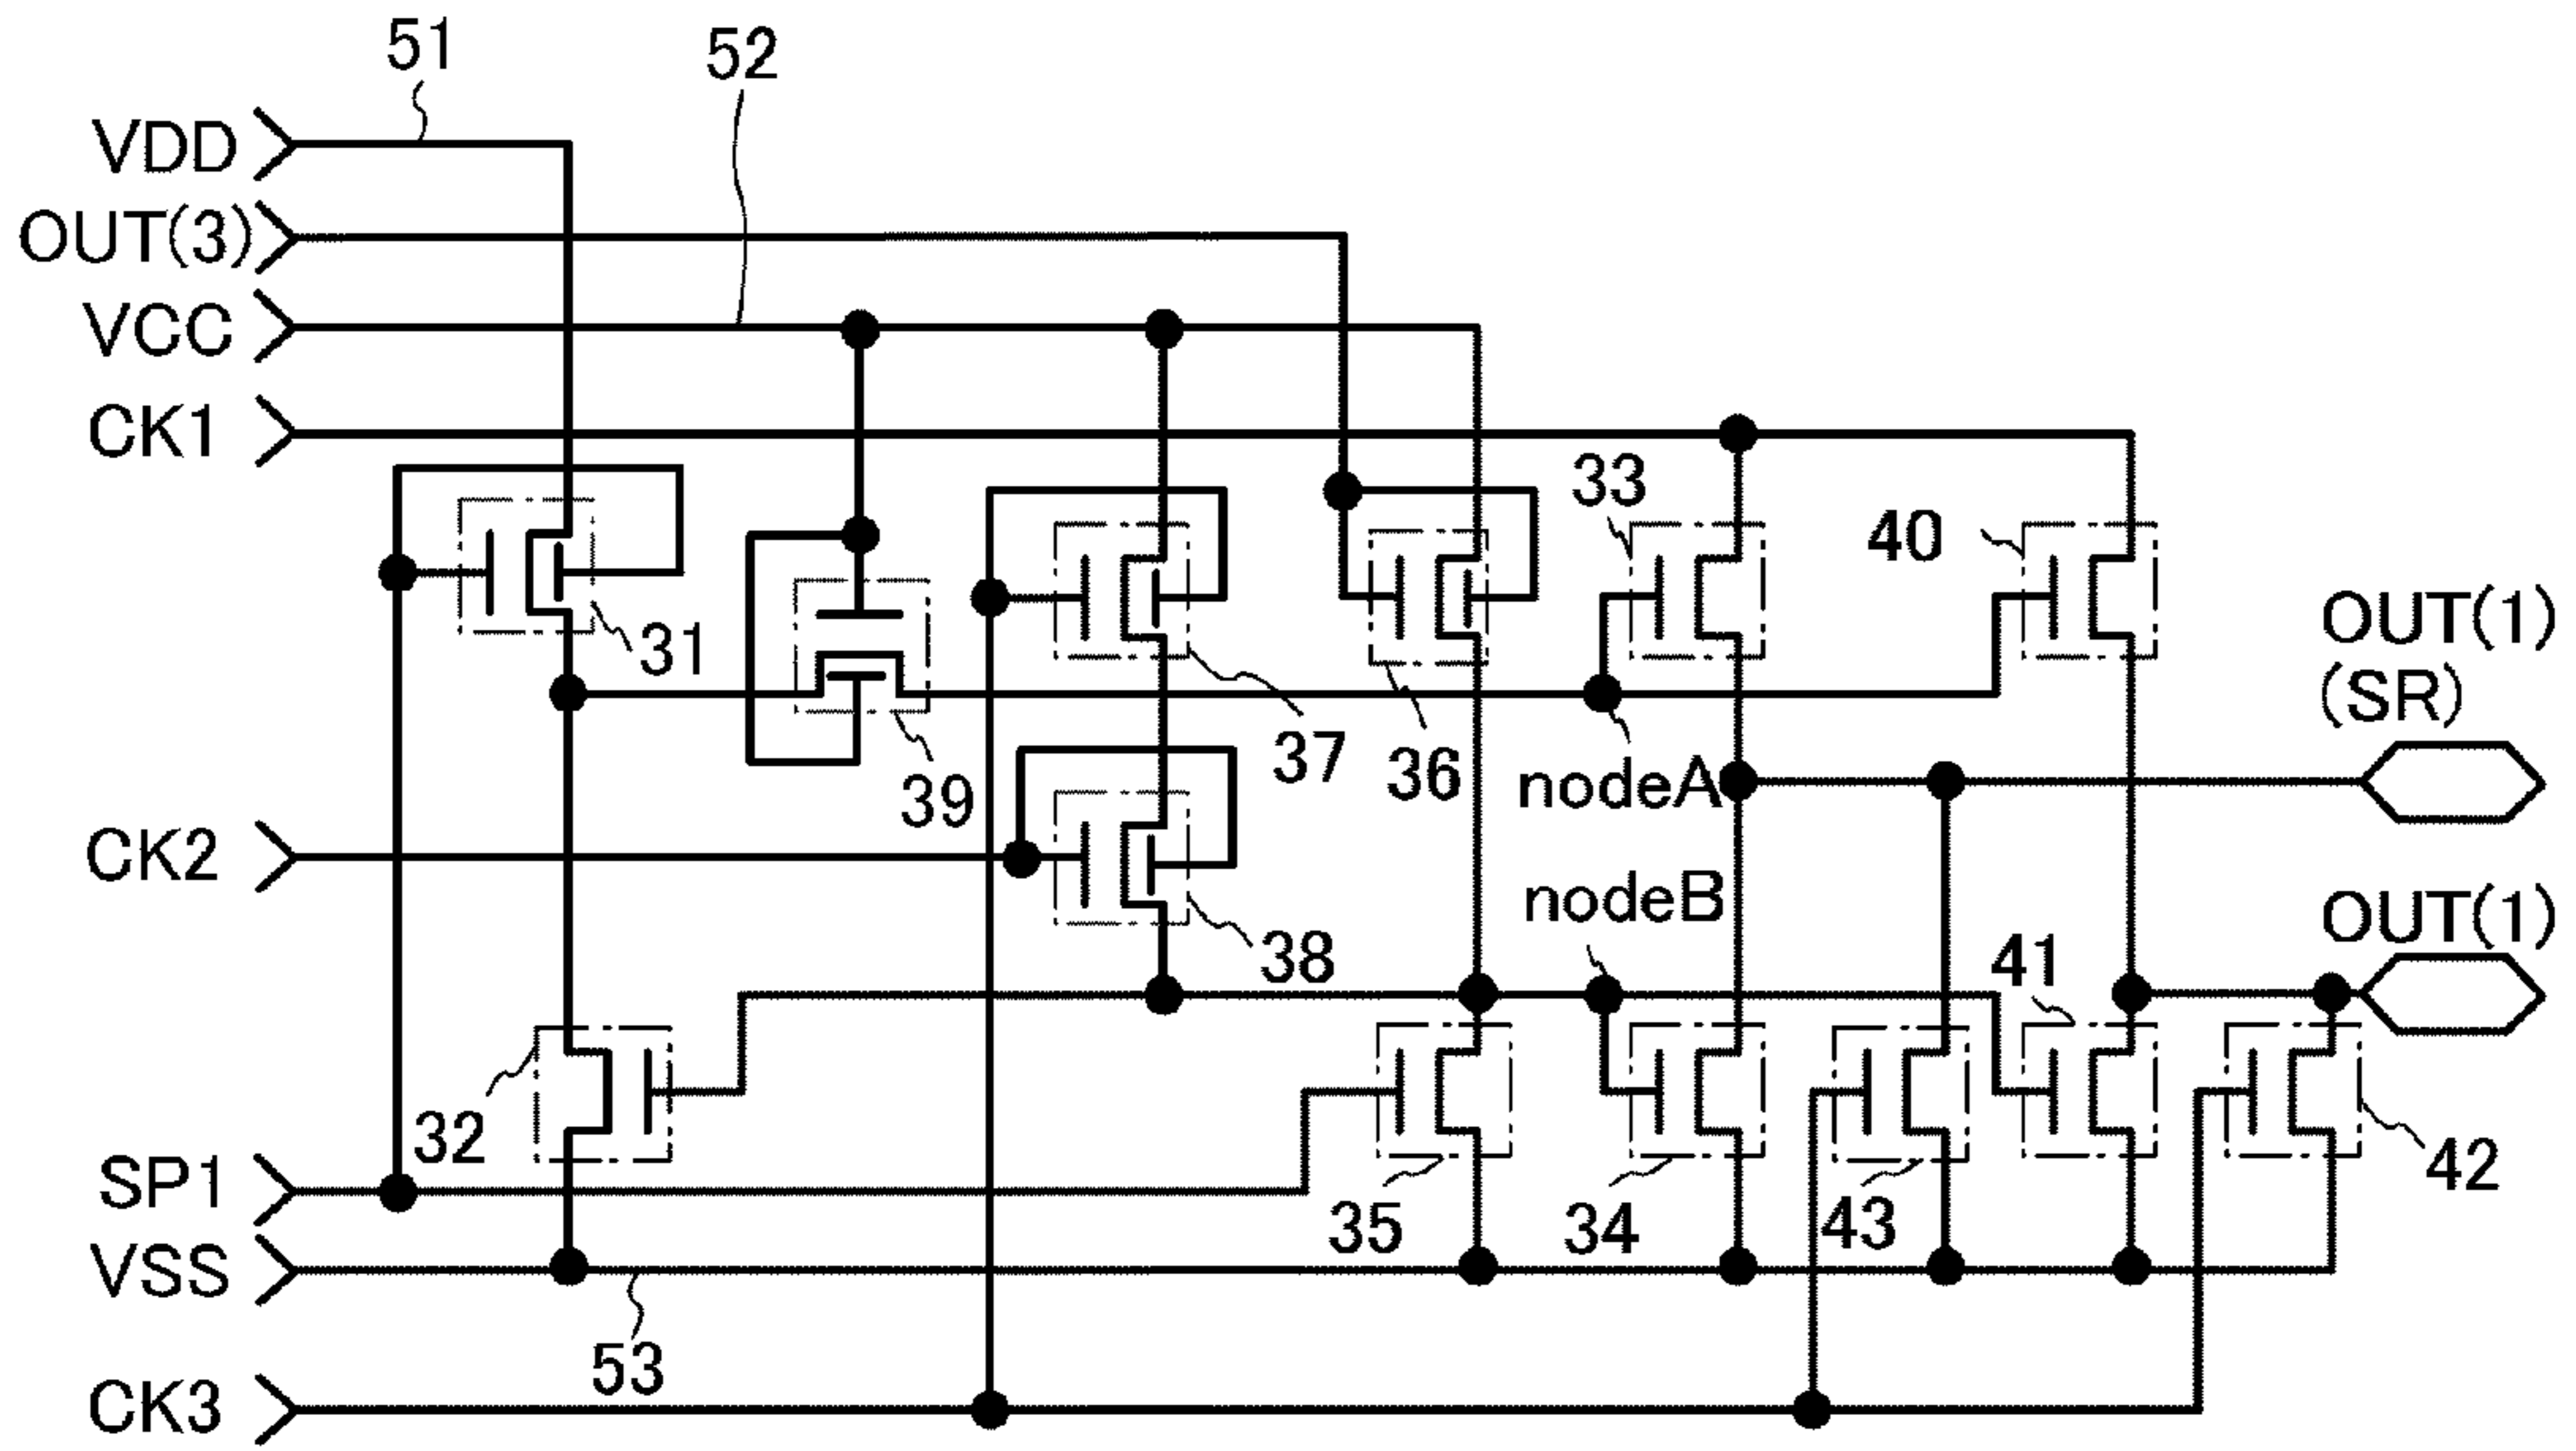 51
52
VDD
OUT(3)
VCC
CK1
33
40
31
OUT(1)
(SR)
37
36
39
nodeA
CK2
nodeB
38
41
OUT(1)
32
SP1
42
35
34
43
VSS
53
CK3